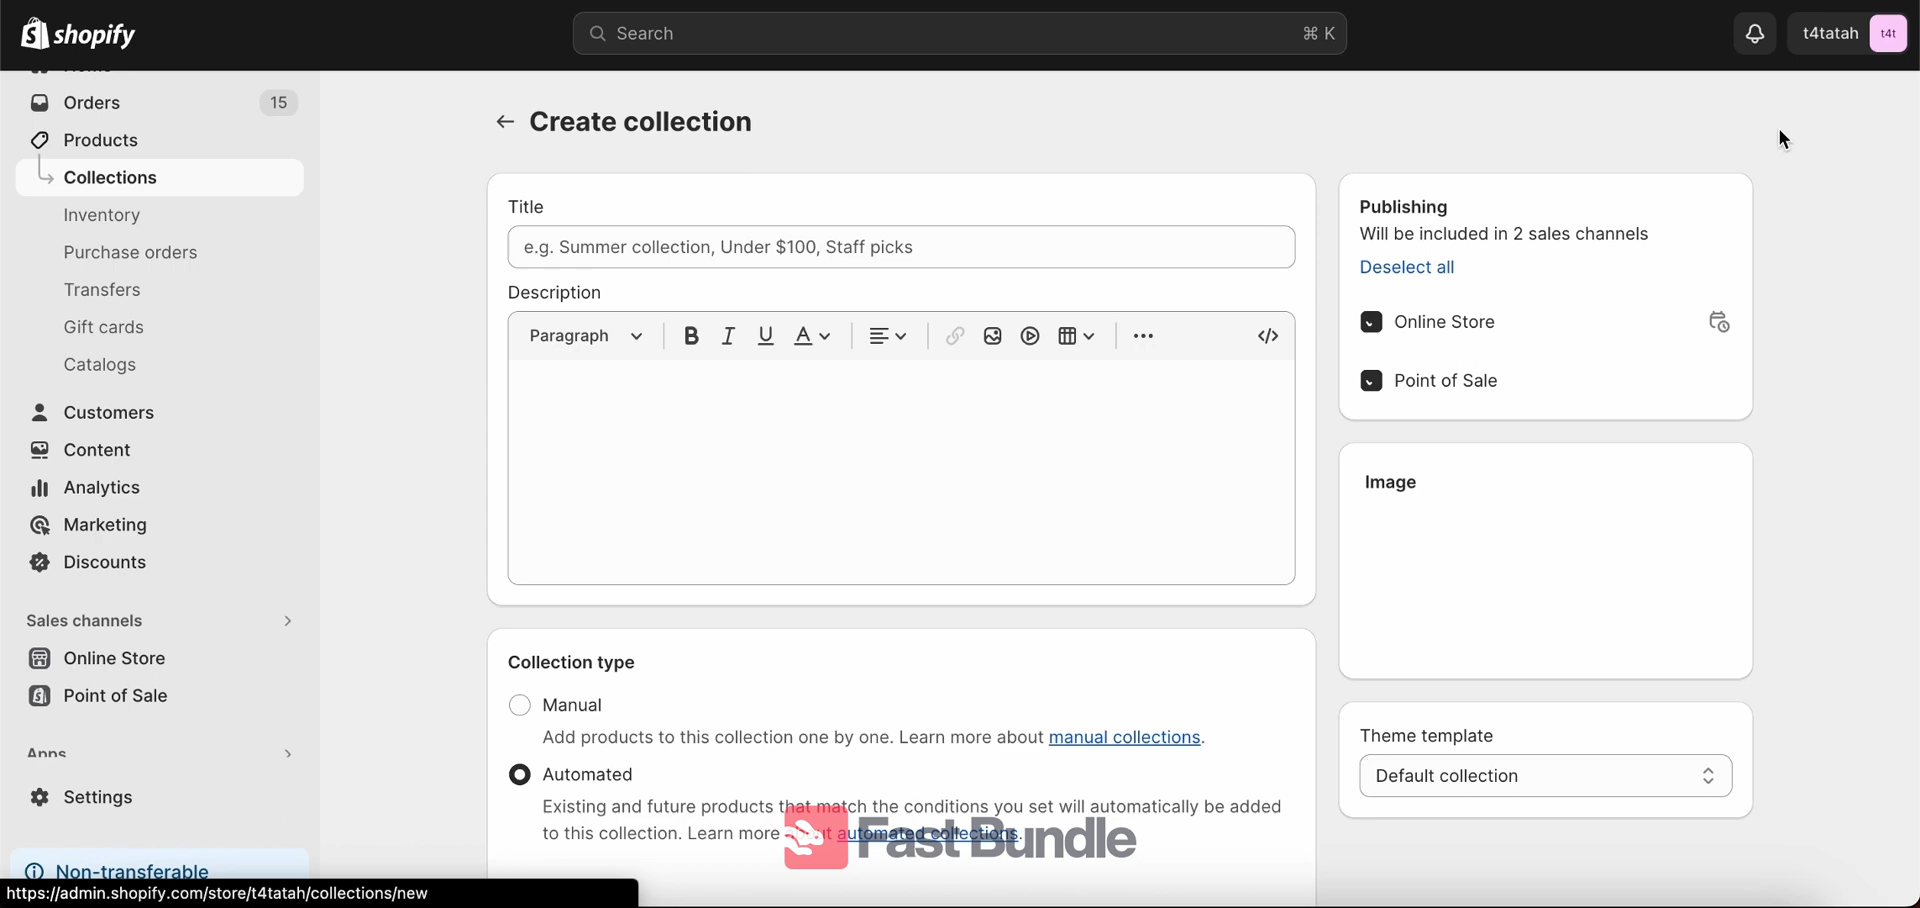 shopify
Search
⌘ K
t4tatah
t4t
Home
Orders
15
Products
Collections
Inventory
Purchase orders
Transfers
Gift cards
Catalogs
Customers
Content
Analytics
Marketing
Discounts
Sales channels
Online Store
Point of Sale
Apps
Settings
Non-transferable
https://admin.shopify.com/store/t4tatah/collections/new
Create collection
Title
e.g. Summer collection, Under $100, Staff picks
Description
Paragraph
B I U A
Collection type
Manual
Add products to this collection one by one. Learn more about manual collections.
Automated
Existing and future products that match the conditions you set will automatically be added
to this collection. Learn more about automated collections.
Fast Bundle
Publishing
Will be included in 2 sales channels
Deselect all
Online Store
Point of Sale
Image
Theme template
Default collection